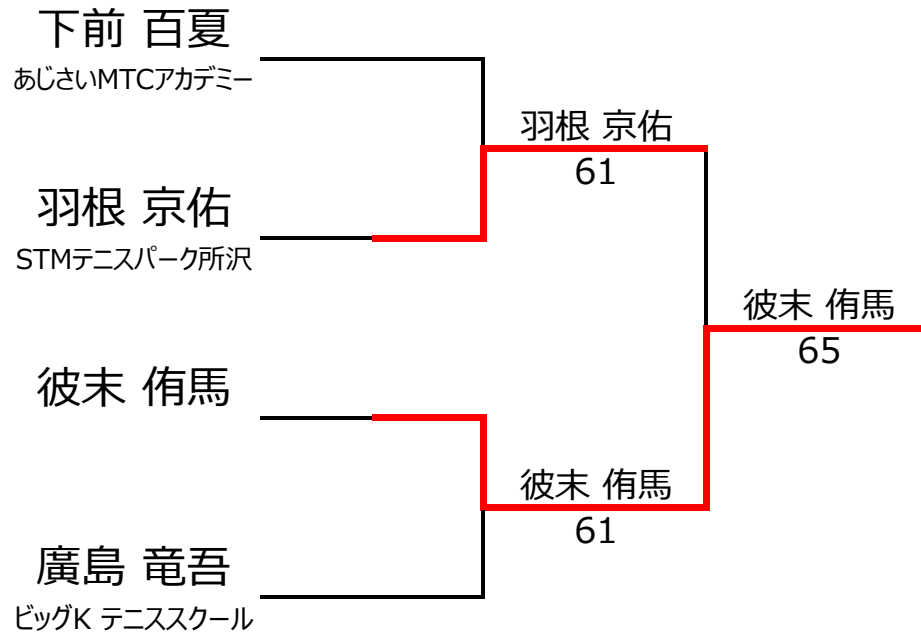 下前 百夏
あじさいMTCアカデミー
羽根 京佑
61
羽根 京佑
STMテニスパーク所沢
彼末 侑馬
65
彼末 侑馬
彼末 侑馬
61
廣島 竜吾
ビッグK テニススクール